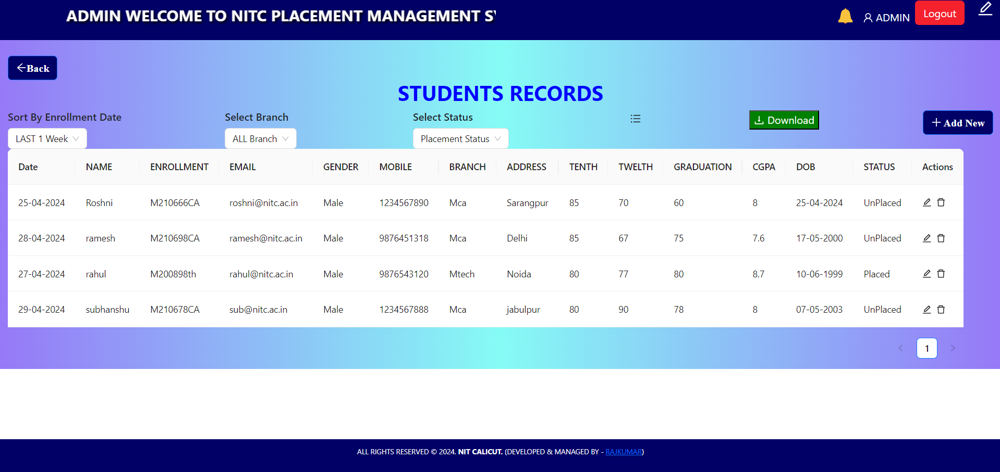 ADMIN WELCOME TO NITC PLACEMENT MANAGEMENT
ADMIN
Logout
Back
STUDENTS RECORDS
Sort By Enrollment Date Select Branch Select Status
Download
Add New
LAST 1 Week ALL Branch Placement Status
Date NAME ENROLLMENT EMAIL GENDER MOBILE BRANCH ADDRESS TENTH TWELTH GRADUATION CGPA DOB STATUS Actions
25-04-2024 Roshni M210666CA roshni@nitc.ac.in Male 1234567890 Mca Sarangpur 85 70 60 8 25-04-2024 UnPlaced
28-04-2024 ramesh M210698CA ramesh@nitc.ac.in Male 9876451318 Mca Delhi 85 67 75 7.6 17-05-2000 UnPlaced
27-04-2024 rahul M200898th rahul@nitc.ac.in Male 9876543120 Mtech Noida 80 77 80 8.7 10-06-1999 Placed
29-04-2024 subhanshu M210678CA sub@nitc.ac.in Male 1234567888 Mca jabulpur 80 90 78 8 07-05-2003 UnPlaced
1
ALL RIGHTS RESERVED © 2024. NIT CALICUT. (DEVELOPED & MANAGED BY - RAJKUMAR)